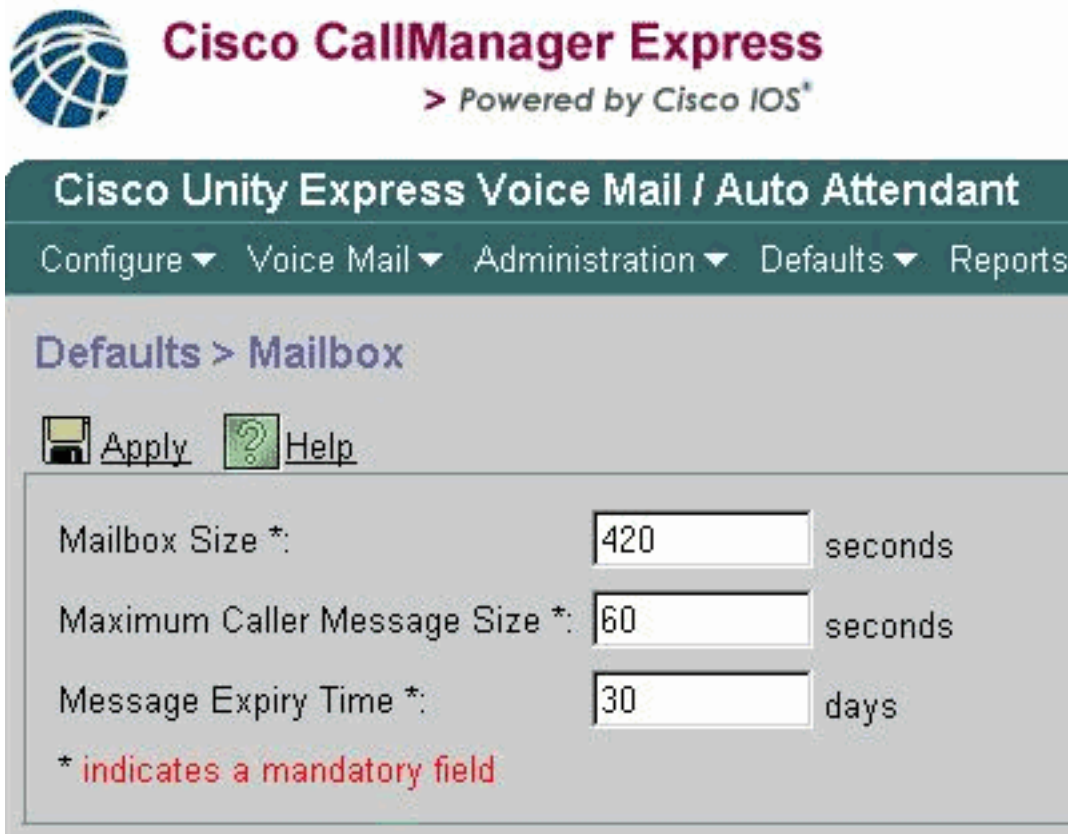 Cisco CallManager Express
> Powered by Cisco IOS®
Cisco Unity Express Voice Mail / Auto Attendant
Configure Voice Mail Administration Defaults Reports
Defaults > Mailbox
Apply Help
Mailbox Size *: 420 seconds
Maximum Caller Message Size *: 60 seconds
Message Expiry Time *: 30 days
* indicates a mandatory field